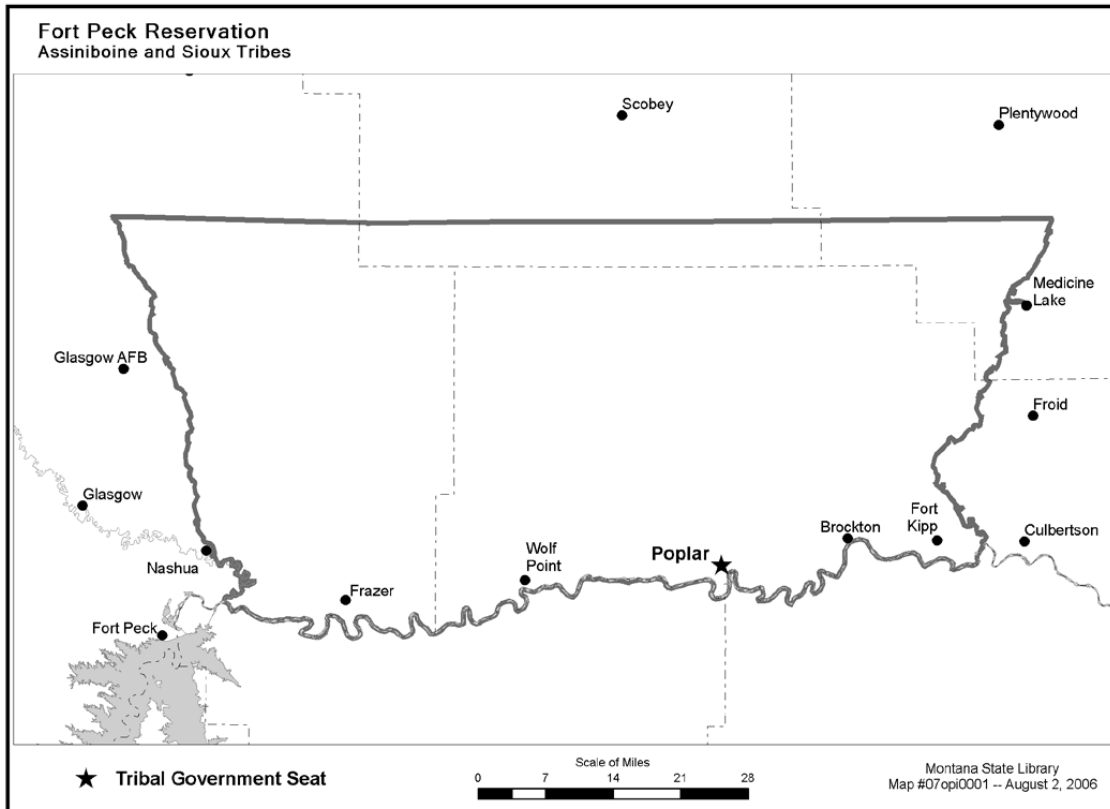 Fort Peck Reservation
Assiniboine and Sioux Tribes
Scobey
Plentywood
Medicine
Lake
Glasgow AFB
Froid
Glasgow
Fort
Kipp
Brockton
Culbertson
Nashua
Wolf
Point
Poplar
Frazer
Fort Peck
Tribal Government Seat
Scale of Miles
0 7 14 21 28
Montana State Library
Map #07opi0001 -- August 2, 2006